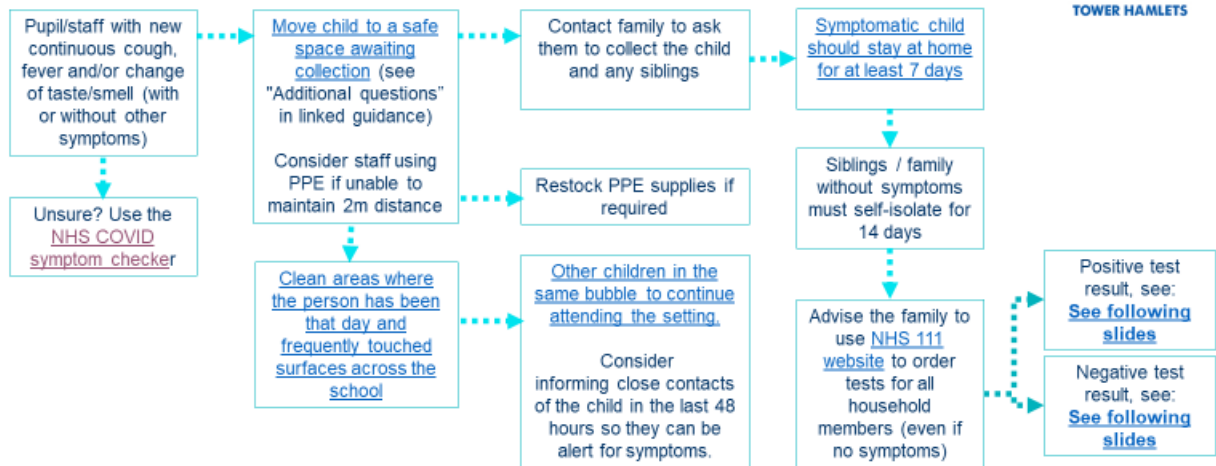 TOWER HAMLETS
Pupil/staff with new
continuous cough,
fever and/or change
of taste/smell (with
or without other
symptoms)
Unsure? Use the
NHS COVID
symptom checker
Move child to a safe
space awaiting
collection (see
"Additional questions"
in linked guidance)
Consider staff using
PPE if unable to
maintain 2m distance
Clean areas where
the person has been
that day and
frequently touched
surfaces across the
school
Contact family to ask
them to collect the child
and any siblings
Restock PPE supplies if
required
Other children in the
same bubble to continue
attending the setting.
Consider
informing close contacts
of the child in the last 48
hours so they can be
alert for symptoms.
Symptomatic child
should stay at home
for at least 7 days
Siblings / family
without symptoms
must self-isolate for
14 days
Advise the family to
use NHS 111
website to order
tests for all
household
members (even if
no symptoms)
Positive test
result, see:
See following
slides
Negative test
result, see:
See following
slides